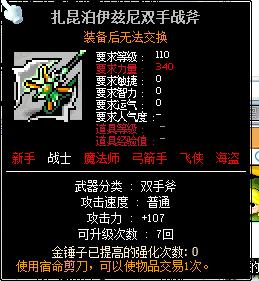 扎昆泊伊兹尼双手战斧
装备后无法交换
要求等级： 110
要求力量： 340
要求敏捷： 0
要求智力： 0
要求运气： 0
要求人气度： -
道具等级： -
道具经验值： -
新手 战士 魔法师 弓箭手 飞侠 海盗
武器分类 ： 双手斧
攻击速度 ： 普通
攻击力 ： +107
可升级次数 ： 7回
金锤子已提高的强化次数: 0
使用宿命剪刀，可以使物品交易1次。